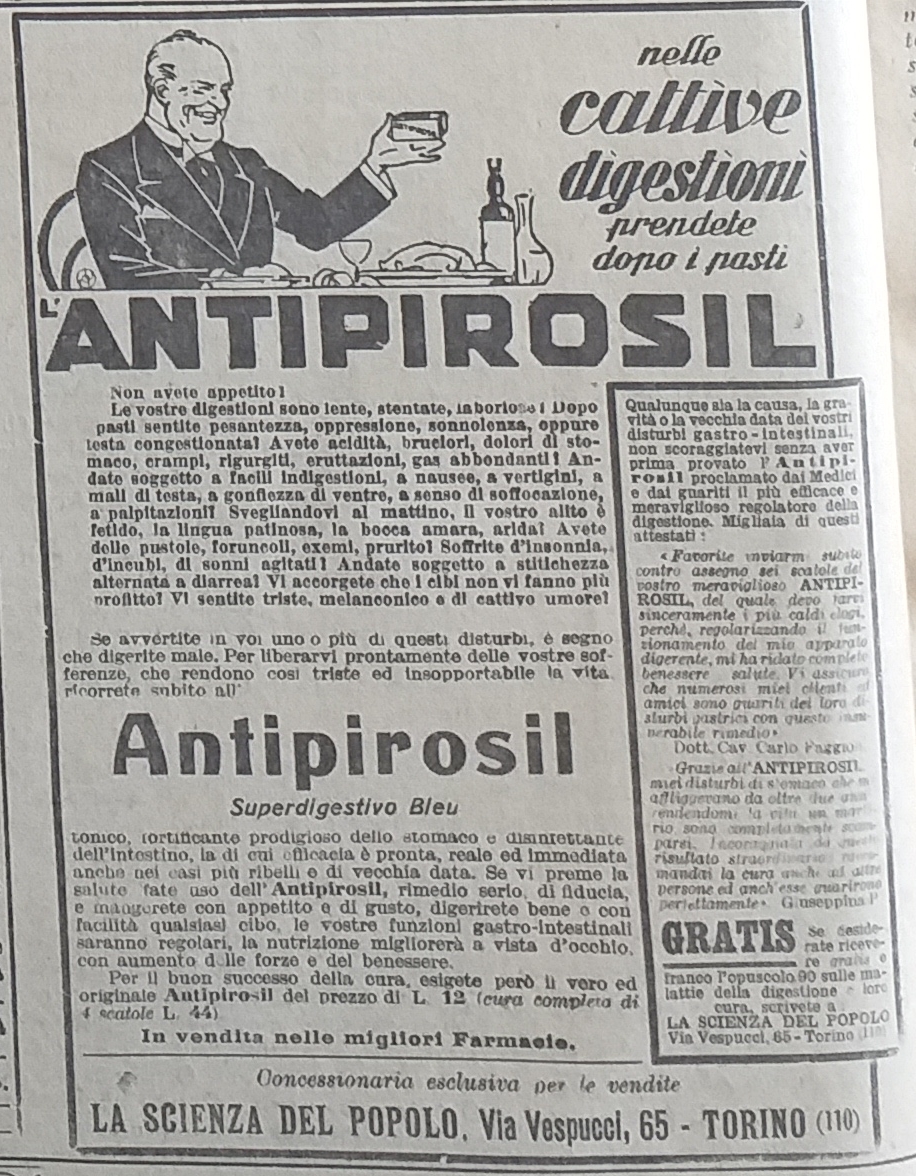 nelle
cattive
digestioni
prendete
dopo i pasti
L'ANTIPIROSIL
Non avete appetito?
Le vostre digestioni sono lente, stentate, laboriose? Dopo
pasti sentite pesantezza, oppressione, sonnolenza, oppure
testa congestionata? Avete acidità, bruciori, dolori di sto-
maco, crampi, rigurgiti, eruttazioni, gas abbondanti? An-
date soggetto a facili indigestioni, a nausee, a vertigini, a
mali di testa, a gonfiezza di ventre, a senso di soffocazione,
a palpitazioni? Svegliandovi al mattino, il vostro alito è
fetido, la lingua patinosa, la bocca amara, arida? Avete
delle pustole, foruncoli, exemi, prurito? Soffrite d'insonnia,
d'incubi, di sonni agitati? Andate soggetto a stitichezza
alternata a diarrea? Vi accorgete che i cibi non vi fanno più
profitto? Vi sentite triste, melanconico e di cattivo umore?
Se avvertite in voi uno o più di questi disturbi, è segno
che digerite male. Per liberarvi prontamente delle vostre sof-
ferenze, che rendono così triste ed insopportabile la vita
ricorrete subito all'
Antipirosil
Superdigestivo Bleu
tonico, fortificante prodigioso dello stomaco e disinfettante
dell'intestino, la di cui efficacia è pronta, reale ed immediata
anche nei casi più ribelli e di vecchia data. Se vi preme la
salute fate uso dell'Antipirosil, rimedio serio, di fiducia,
e mangerete con appetito e di gusto, digerirete bene e con
facilità qualsiasi cibo, le vostre funzioni gastro-intestinali
saranno regolari, la nutrizione migliorerà a vista d'occhio,
con aumento delle forze e del benessere.
Per il buon successo della cura, esigete però il vero ed
originale Antipirosil del prezzo di L. 12 (cura completa di
4 scatole L. 44).
In vendita nelle migliori Farmacie.
Qualunque sia la causa, la gra-
vità o la vecchia data dei vostri
disturbi gastro-intestinali,
non scoraggiatevi senza aver
prima provato l'Antipi-
rosil proclamato dai Medici
e dai guariti il più efficace e
meraviglioso regolatore della
digestione. Migliaia di questi
attestati:
«Favorite inviarmi subito
contro assegno sei scatole del
vostro meraviglioso ANTIPI-
ROSIL, del quale devo farvi
sinceramente i più caldi elogi,
perchè, regolarizzando il fun-
zionamento del mio apparato
digerente, mi ha ridato completo
benessere salute. Vi assicuro
che numerosi miei clienti ed
amici sono guariti dei loro di-
sturbi gastrici con questo
rimedio»
Dott. Cav. Carlo Faggio
«Grazie all'ANTIPIROSIL
miei disturbi di stomaco che m
affliggevano da oltre due anni
rendendomi la vita un marti-
rio sono completamente scom-
parsi. Incoraggiata da questo
risultato straordinario
mandai la cura anche ad altre
persone ed anch'esse guarirono
perfettamente» Giuseppina P
GRATIS Se deside-
rate riceve-
re gratis e
franco l'opuscolo 90 sulle ma-
lattie della digestione e loro
cura, scrivete a:
LA SCIENZA DEL POPOLO
Via Vespucci, 65 - Torino (110)
Concessionaria esclusiva per le vendite
LA SCIENZA DEL POPOLO, Via Vespucci, 65 - TORINO (110)